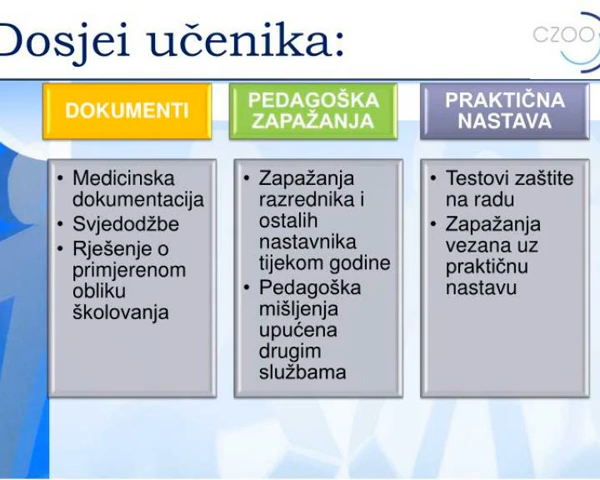 Dosjei učenika:
CZOO
DOKUMENTI
• Medicinska
dokumentacija
• Svjedodžbe
• Rješenje o
primjerenom
obliku
školovanja
PEDAGOŠKA
ZAPAŽANJA
• Zapažanja
razrednika i
ostalih
nastavnika
tijekom godine
• Pedagoška
mišljenja
upućena
drugim
službama
PRAKTIČNA
NASTAVA
• Testovi zaštite
na radu
• Zapažanja
vezana uz
praktičnu
nastavu